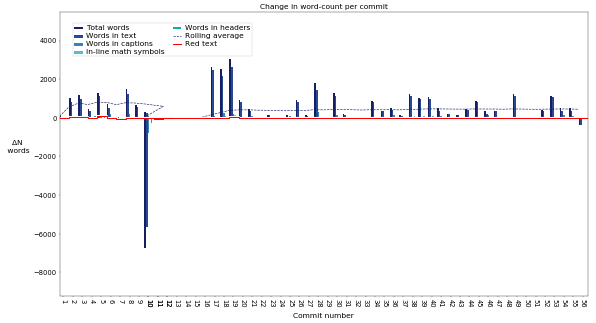 Change in word-count per commit
Total words
Words in text
Words in captions
in-line math symbols
Words in headers
Rolling average
Red text
4000
2000
0
−2000
−4000
−6000
−8000
ΔN
words
1 2 3 4 5 6 7 8 9 10 11 12 13 14 15 16 17 18 19 20 21 22 23 24 25 26 27 28 29 30 31 32 33 34 35 36 37 38 39 40 41 42 43 44 45 46 47 48 49 50 51 52 53 54 55 56
Commit number